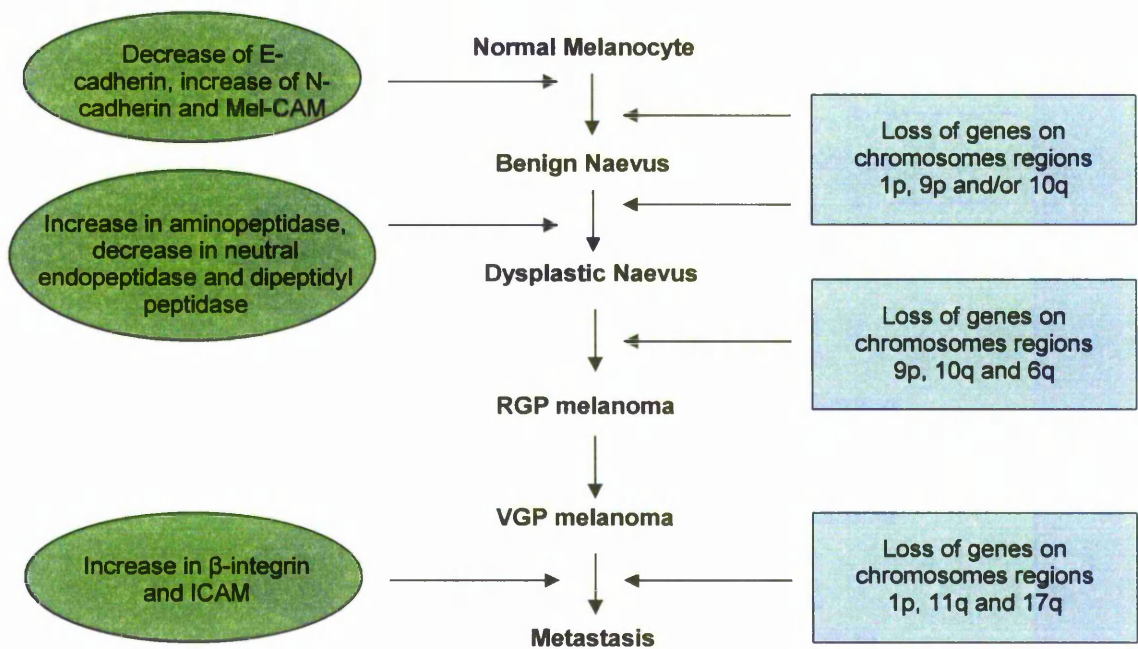 Normal Melanocyte
Decrease of E-
cadherin, increase of N-
cadherin and Mel-CAM
Loss of genes on
chromosomes regions
1p, 9p and/or 10q
Benign Naevus
Increase in aminopeptidase,
decrease in neutral
endopeptidase and dipeptidyl
peptidase
Dysplastic Naevus
Loss of genes on
chromosomes regions
9p, 10q and 6q
RGP melanoma
VGP melanoma
Increase in β-integrin
and ICAM
Loss of genes on
chromosomes regions
1p, 11q and 17q
Metastasis